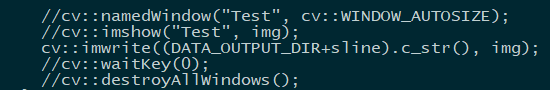 //cv::namedWindow("Test", cv::WINDOW_AUTOSIZE);
//cv::imshow("Test", img);
cv::imwrite((DATA_OUTPUT_DIR+sline).c_str(), img);
//cv::waitKey(0);
//cv::destroyAllWindows();